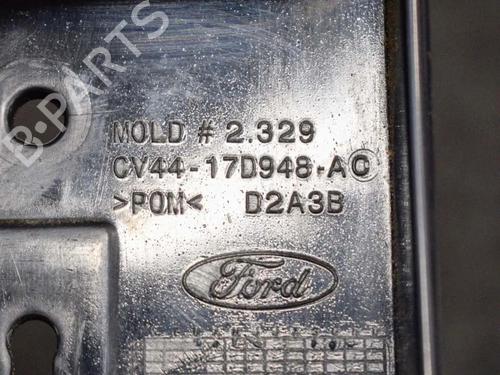 B-PARTS
MOLD # 2.329
CV44-17D948-AC
>POM< D2A3B
Ford